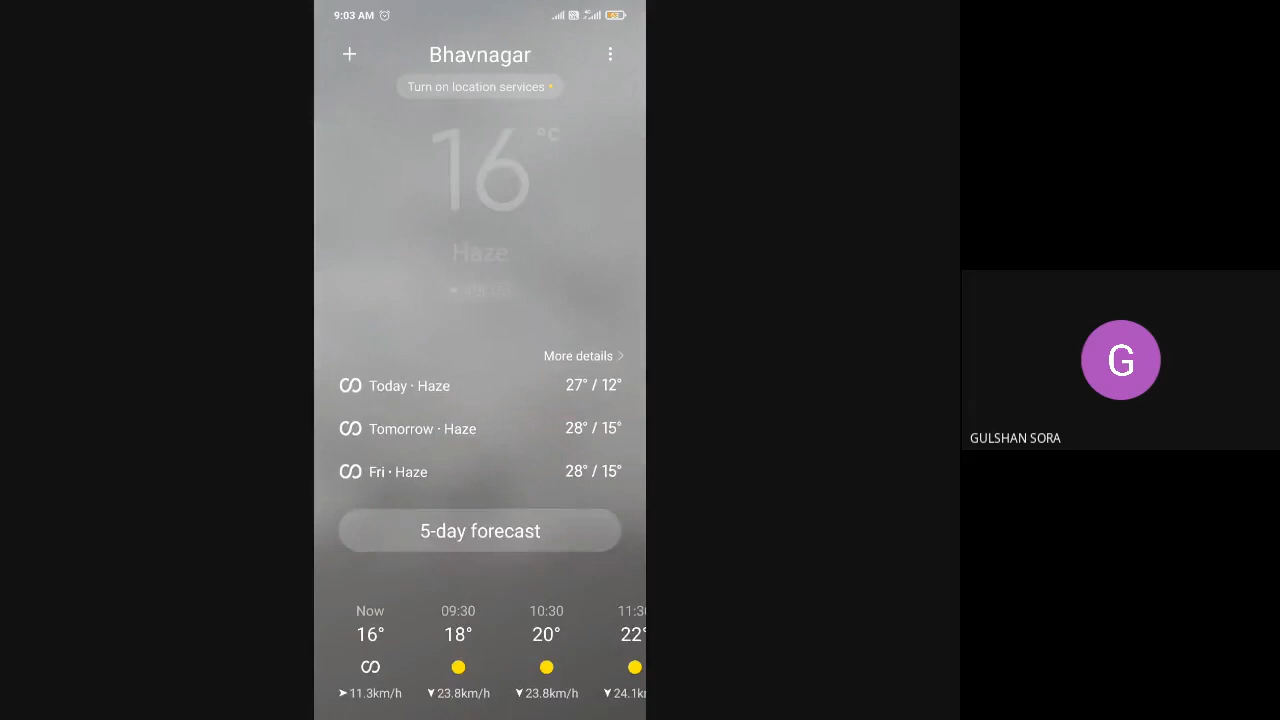 9:03 AM
+ Bhavnagar
Turn on location services
16 °C
Haze
More details >
Today · Haze 27° / 12°
Tomorrow · Haze 28° / 15°
Fri · Haze 28° / 15°
5-day forecast
Now 09:30 10:30
16° 18° 20° 22°
11.3km/h 23.8km/h 23.8km/h
G
GULSHAN SORA